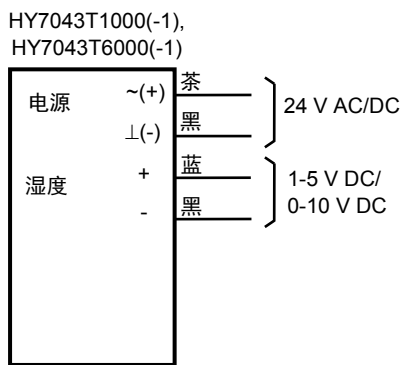 HY7043T1000(-1),
HY7043T6000(-1)
电源 ~(+) 茶 24 V AC/DC
⊥(-) 黑
湿度 + 蓝 1-5 V DC/
- 黑 0-10 V DC